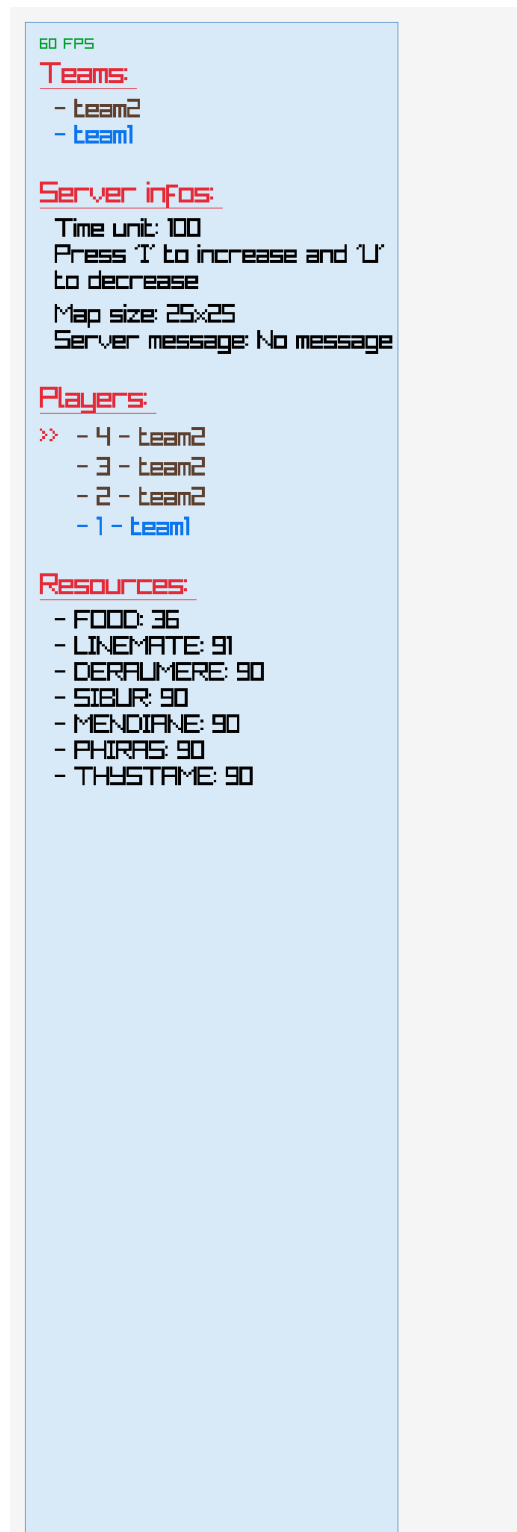 60 FPS
Teams:
- team2
- team1
Server infos:
Time unit: 100
Press 'I' to increase and 'U'
to decrease
Map size: 25x25
Server message: No message
Players:
>> - 4 - team2
- 3 - team2
- 2 - team2
- 1 - team1
Resources:
- FOOD: 36
- LINEMATE: 91
- DERAUMERE: 90
- SIBUR: 90
- MENDIANE: 90
- PHIRAS: 90
- THYSTAME: 90